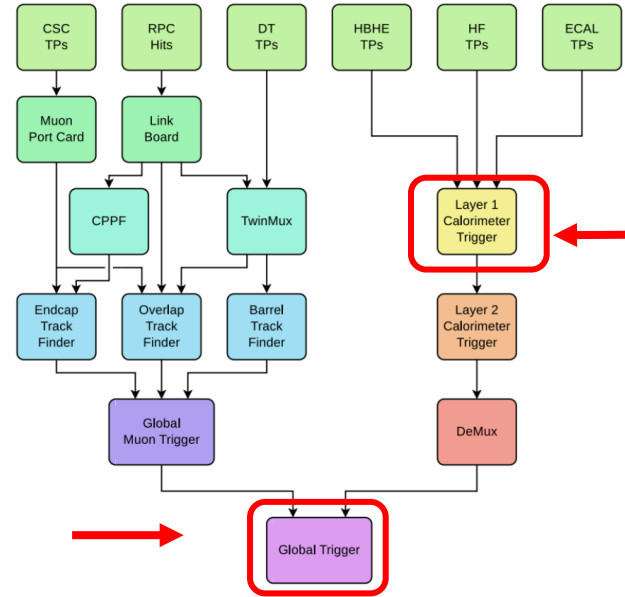 CSC
TPs
RPC
Hits
DT
TPs
HBHE
TPs
HF
TPs
ECAL
TPs
Muon
Port Card
Link
Board
CPPF
TwinMux
Layer 1
Calorimeter
Trigger
Endcap
Track
Finder
Overlap
Track
Finder
Barrel
Track
Finder
Layer 2
Calorimeter
Trigger
Global
Muon Trigger
DeMux
Global Trigger